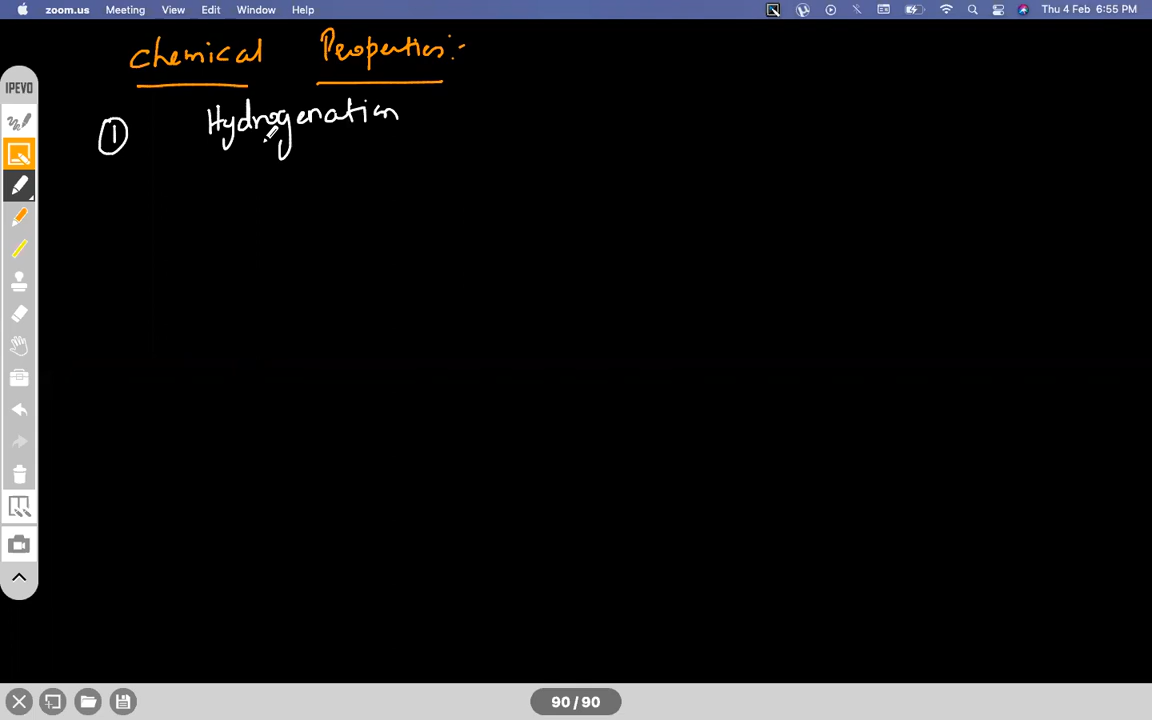 zoom.us Meeting View Edit Window Help Thu 4 Feb 6:55 PM
chemical Properties:-
IPEVO
① Hydrogenation
90 / 90